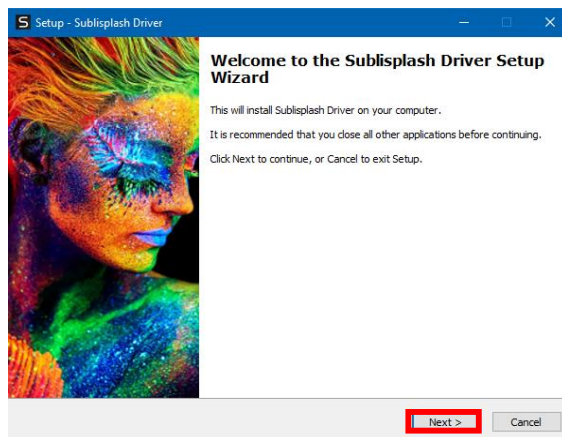 S Setup - Sublisplash Driver
Welcome to the Sublisplash Driver Setup
Wizard
This will install Sublisplash Driver on your computer.
It is recommended that you close all other applications before continuing.
Click Next to continue, or Cancel to exit Setup.
Next > Cancel